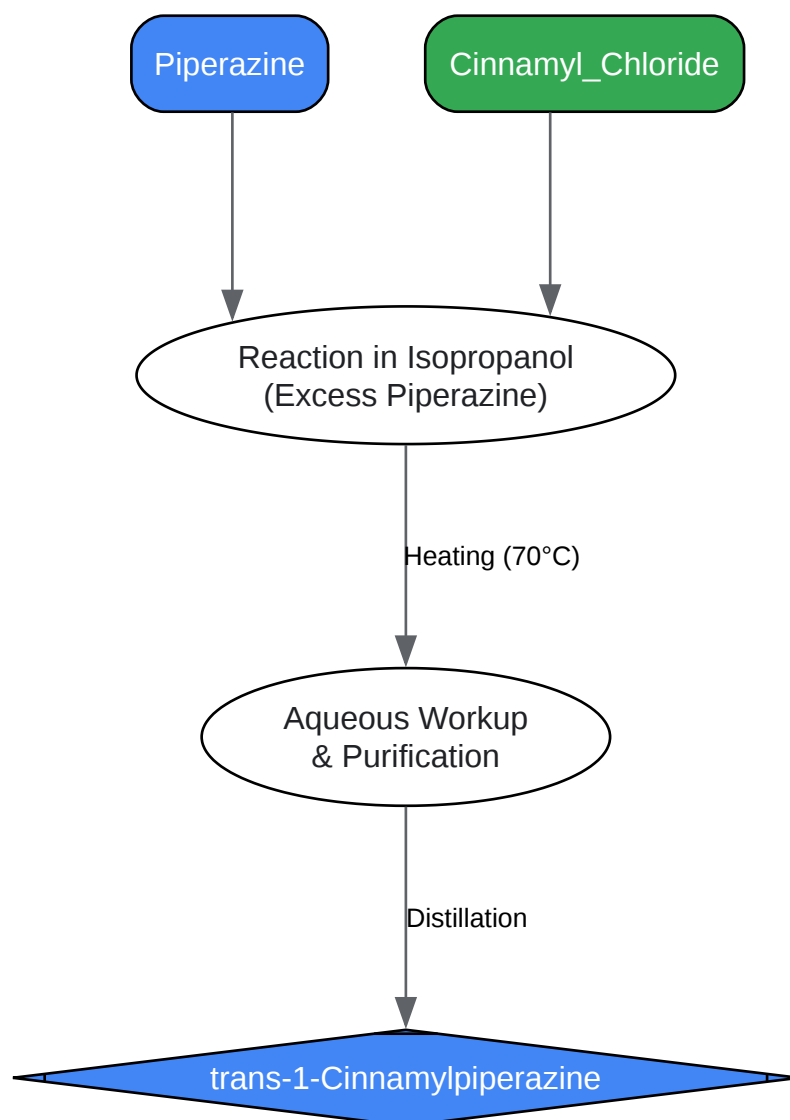 Piperazine
Cinnamyl_Chloride
Reaction in Isopropanol
(Excess Piperazine)
Heating (70°C)
Aqueous Workup
& Purification
Distillation
trans-1-Cinnamylpiperazine